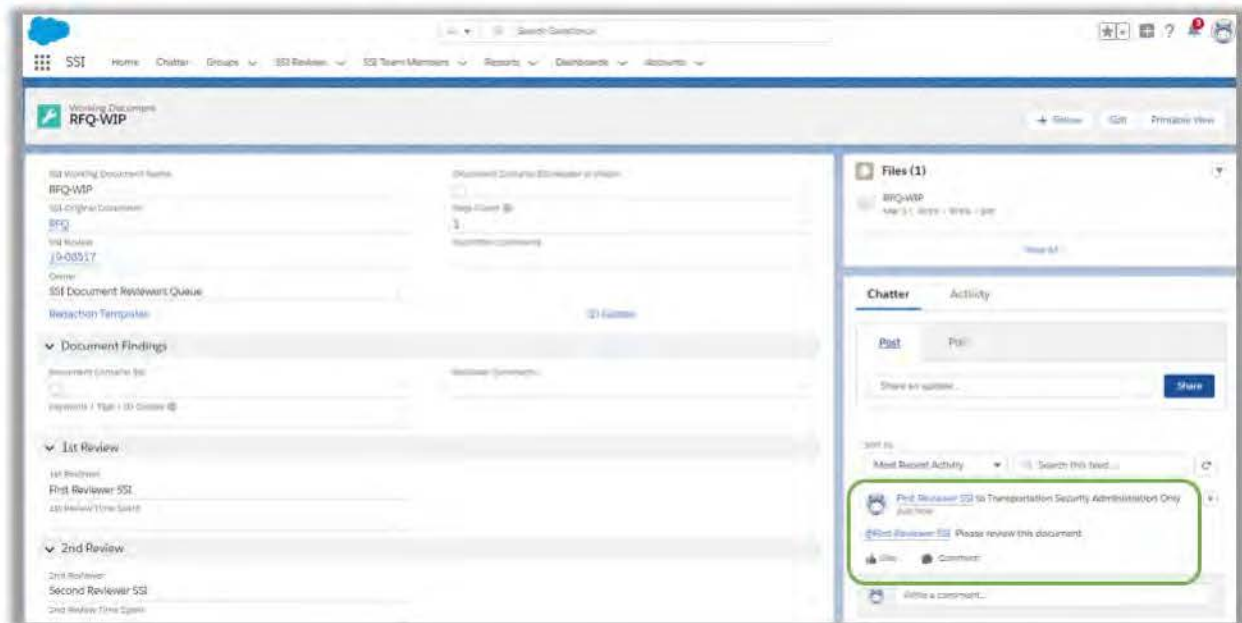 Search Salesforce
SSI Home Chatter Groups SSI Reviews SSI Team Members Reports Dashboards Accounts
Working Document
RFQ-WIP
Edit Printable View
SSI Working Document Name
RFQ-WIP
SSI Original Document
RFQ
SSI Review
19-08517
Owner
SSI Document Reviewers Queue
Redaction Templates
Page Count
1
Document Findings
Document Contains SSI
Reviewer Comments
1st Review
1st Reviewer
First Reviewer SSI
1st Review Time Spent
2nd Review
2nd Reviewer
Second Reviewer SSI
2nd Review Time Spent
Files (1)
RFQ-WIP
View All
Chatter Activity
Post Poll
Share an update...
Share
Sort by:
Most Recent Activity
Search this feed...
First Reviewer SSI to Transportation Security Administration Only
Just Now
@First Reviewer SSI Please review this document
Like Comment
Write a comment...